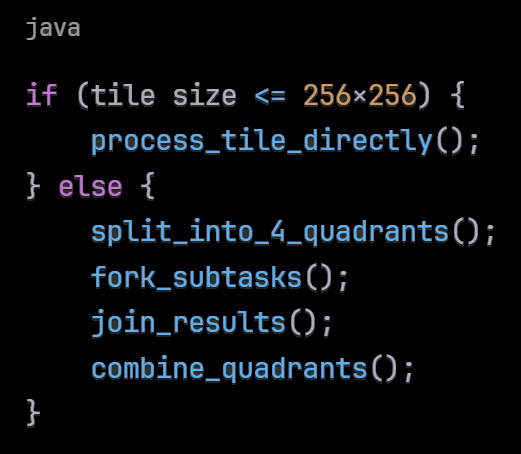 java
if (tile size <= 256×256) {
    process_tile_directly();
} else {
    split_into_4_quadrants();
    fork_subtasks();
    join_results();
    combine_quadrants();
}